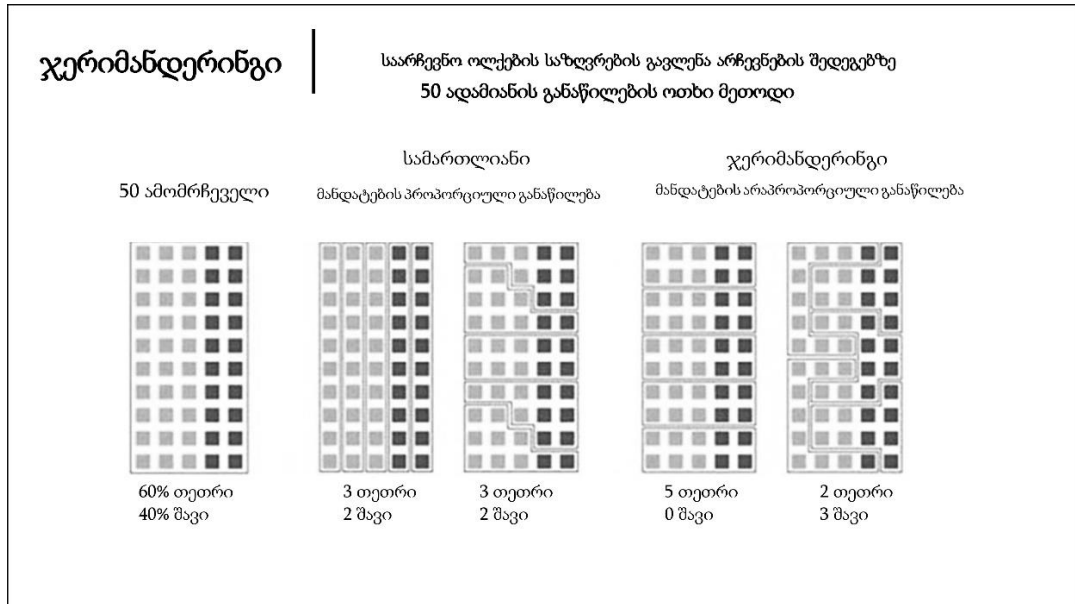 ჯერიმანდერინგი
საარჩევნო ოლქების საზღვრების გავლენა არჩევნების შედეგებზე
50 ადამიანის განაწილების ოთხი მეთოდი
50 ამომრჩეველი
სამართლიანი
მანდატების პროპორციული განაწილება
ჯერიმანდერინგი
მანდატების არაპროპორციული განაწილება
60% თეთრი
40% შავი
3 თეთრი
2 შავი
3 თეთრი
2 შავი
5 თეთრი
0 შავი
2 თეთრი
3 შავი